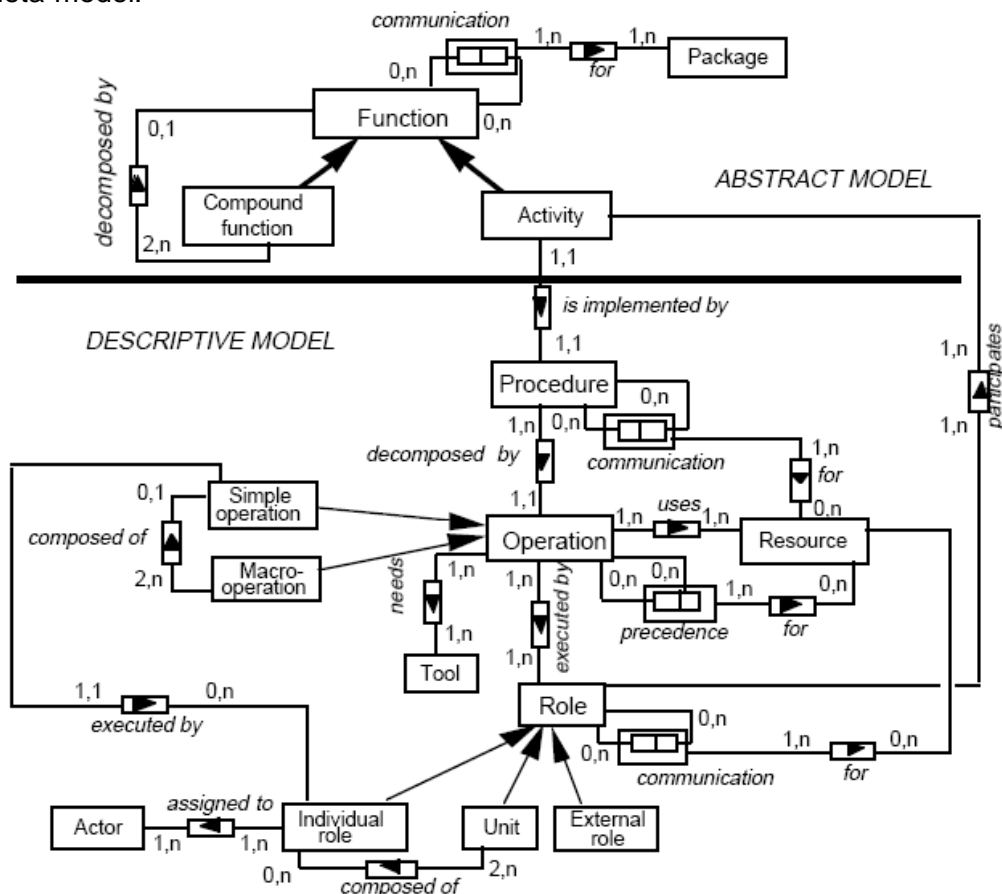 communication
1,n
1,n
for
Package
0,n
0,n
Function
0,1
decomposed by
2,n
Compound
function
Activity
ABSTRACT MODEL
1,1
is implemented by
DESCRIPTIVE MODEL
1,1
Procedure
0,n
0,n
communication
1,n
for
0,n
1,n
participates
1,n
1,n
decomposed by
1,1
0,1
Simple
operation
composed of
2,n
Macro-
operation
Operation
1,n
uses
1,n
Resource
0,n
0,n
precedence
1,n
for
0,n
1,n
needs
1,n
Tool
1,n
executed by
1,n
Role
0,n
0,n
communication
1,n
for
0,n
1,1
0,n
executed by
Actor
assigned to
1,n
1,n
Individual
role
Unit
External
role
0,n
composed of
2,n